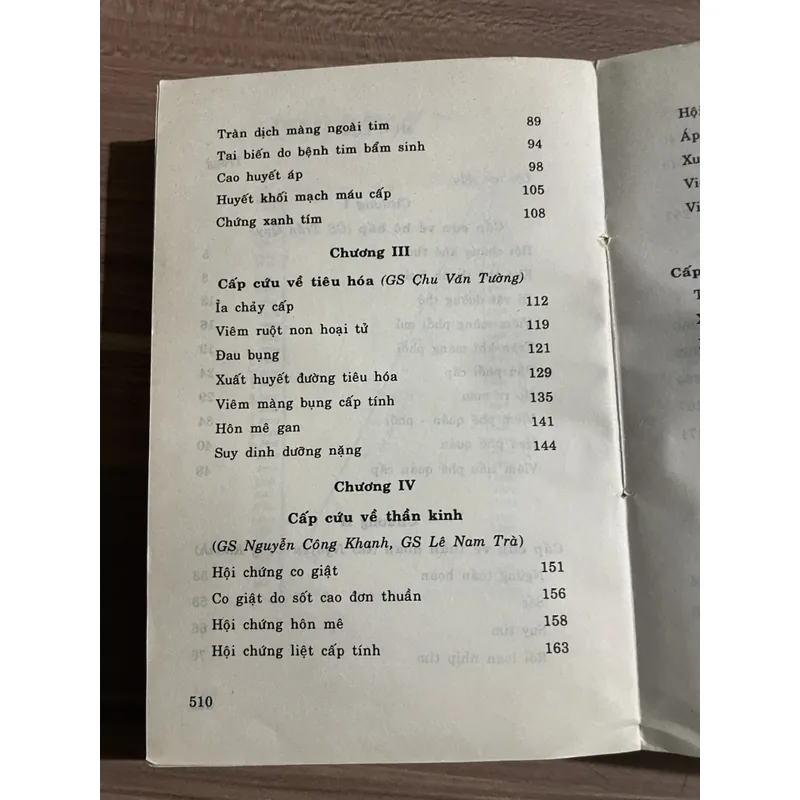 Tràn dịch màng ngoài tim 89
Tai biến do bệnh tim bẩm sinh 94
Cao huyết áp 98
Huyết khối mạch máu cấp 105
Chứng xanh tím 108
Chương III
Cấp cứu về tiêu hóa (GS Chu Văn Tường)
Ỉa chảy cấp 112
Viêm ruột non hoại tử 119
Đau bụng 121
Xuất huyết đường tiêu hóa 129
Viêm màng bụng cấp tính 135
Hôn mê gan 141
Suy dinh dưỡng nặng 144
Chương IV
Cấp cứu về thần kinh
(GS Nguyễn Công Khanh, GS Lê Nam Trà)
Hội chứng co giật 151
Co giật do sốt cao đơn thuần 156
Hội chứng hôn mê 158
Hội chứng liệt cấp tính 163
510
Cấp